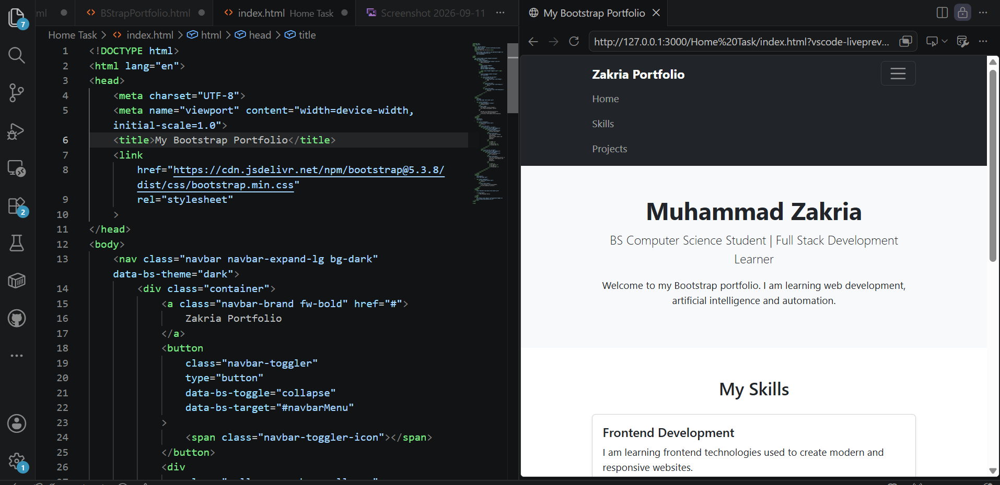 ml
BStrapPortfolio.html
index.html Home Task
Screenshot 2026-09-11
My Bootstrap Portfolio
Home Task > index.html > html > head > title
http://127.0.0.1:3000/Home%20Task/index.html?vscode-liveprev...
7
2
1
1 <!DOCTYPE html>
2 <html lang="en">
3 <head>
4 <meta charset="UTF-8">
5 <meta name="viewport" content="width=device-width,
initial-scale=1.0">
6 <title>My Bootstrap Portfolio</title>
7 <link
8 href="https://cdn.jsdelivr.net/npm/bootstrap@5.3.8/
dist/css/bootstrap.min.css"
9 rel="stylesheet"
10 >
11 </head>
12 <body>
13 <nav class="navbar navbar-expand-lg bg-dark"
data-bs-theme="dark">
14 <div class="container">
15 <a class="navbar-brand fw-bold" href="#">
16 Zakria Portfolio
17 </a>
18 <button
19 class="navbar-toggler"
20 type="button"
21 data-bs-toggle="collapse"
22 data-bs-target="#navbarMenu"
23 >
24 <span class="navbar-toggler-icon"></span>
25 </button>
26 <div
Zakria Portfolio
Home
Skills
Projects
Muhammad Zakria
BS Computer Science Student | Full Stack Development
Learner
Welcome to my Bootstrap portfolio. I am learning web development,
artificial intelligence and automation.
My Skills
Frontend Development
I am learning frontend technologies used to create modern and
responsive websites.